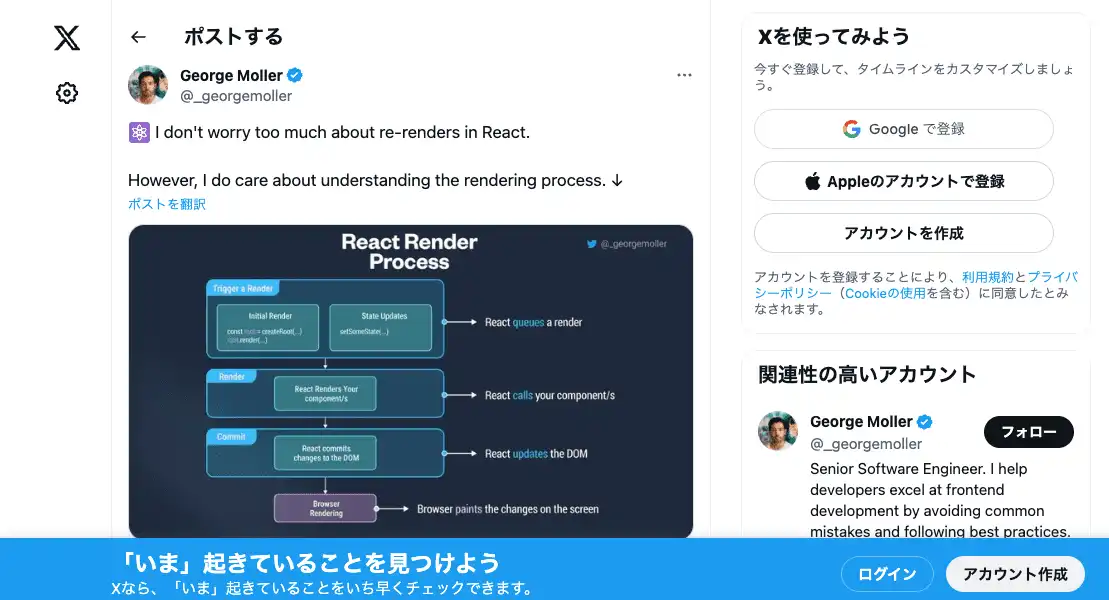 ポストする
George Moller
@_georgemoller
I don't worry too much about re-renders in React.
However, I do care about understanding the rendering process. ↓
ポストを翻訳
React Render
Process
@_georgemoller
Trigger a Render
Initial Render
const root = createRoot(...)
root.render(...)
State Updates
setSomeState(...)
React queues a render
Render
React Renders Your
component/s
React calls your component/s
Commit
React commits
changes to the DOM
React updates the DOM
Browser
Rendering
Browser paints the changes on the screen
Xを使ってみよう
今すぐ登録して、タイムラインをカスタマイズしましょ
う。
Google で登録
Appleのアカウントで登録
アカウントを作成
アカウントを登録することにより、利用規約とプライバ
シーポリシー（Cookieの使用を含む）に同意したとみ
なされます。
関連性の高いアカウント
George Moller
@_georgemoller
フォロー
Senior Software Engineer. I help
developers excel at frontend
development by avoiding common
mistakes and following best practices.
「いま」起きていることを見つけよう
Xなら、「いま」起きていることをいち早くチェックできます。
ログイン
アカウント作成